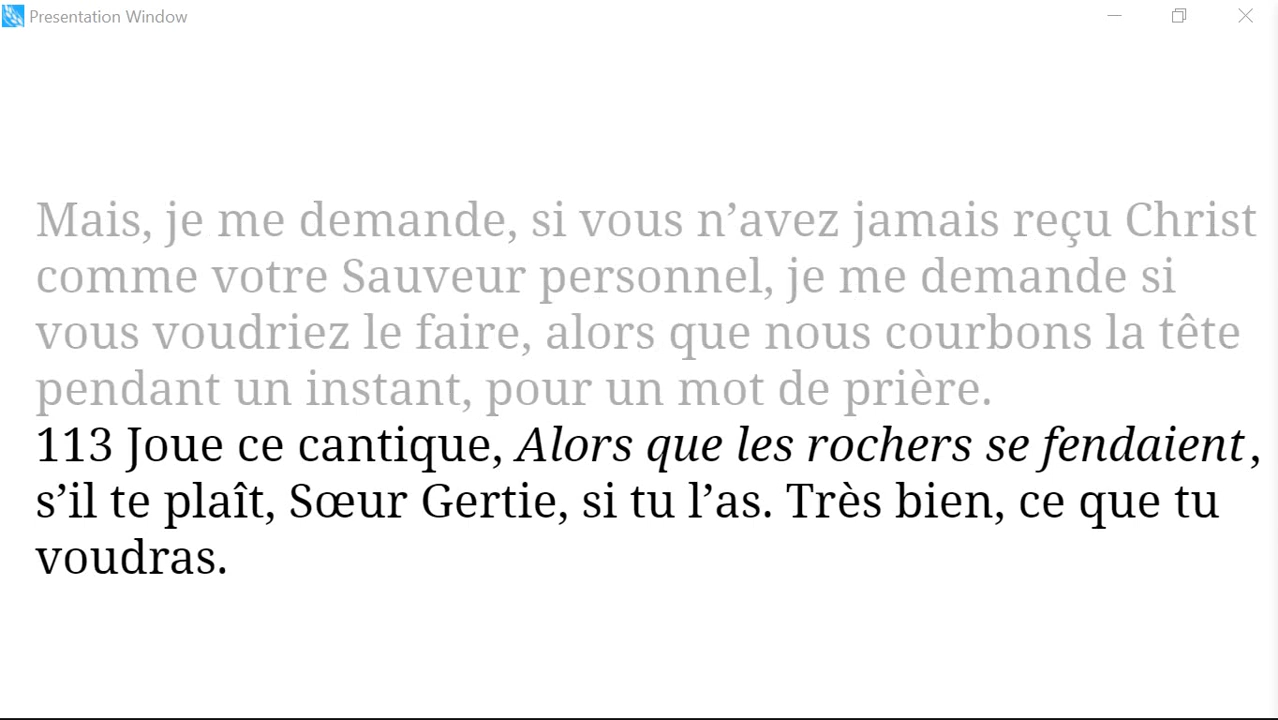 Presentation Window
Mais, je me demande, si vous n’avez jamais reçu Christ
comme votre Sauveur personnel, je me demande si
vous voudriez le faire, alors que nous courbons la tête
pendant un instant, pour un mot de prière.
113 Joue ce cantique, Alors que les rochers se fendaient,
s’il te plaît, Sœur Gertie, si tu l’as. Très bien, ce que tu
voudras.